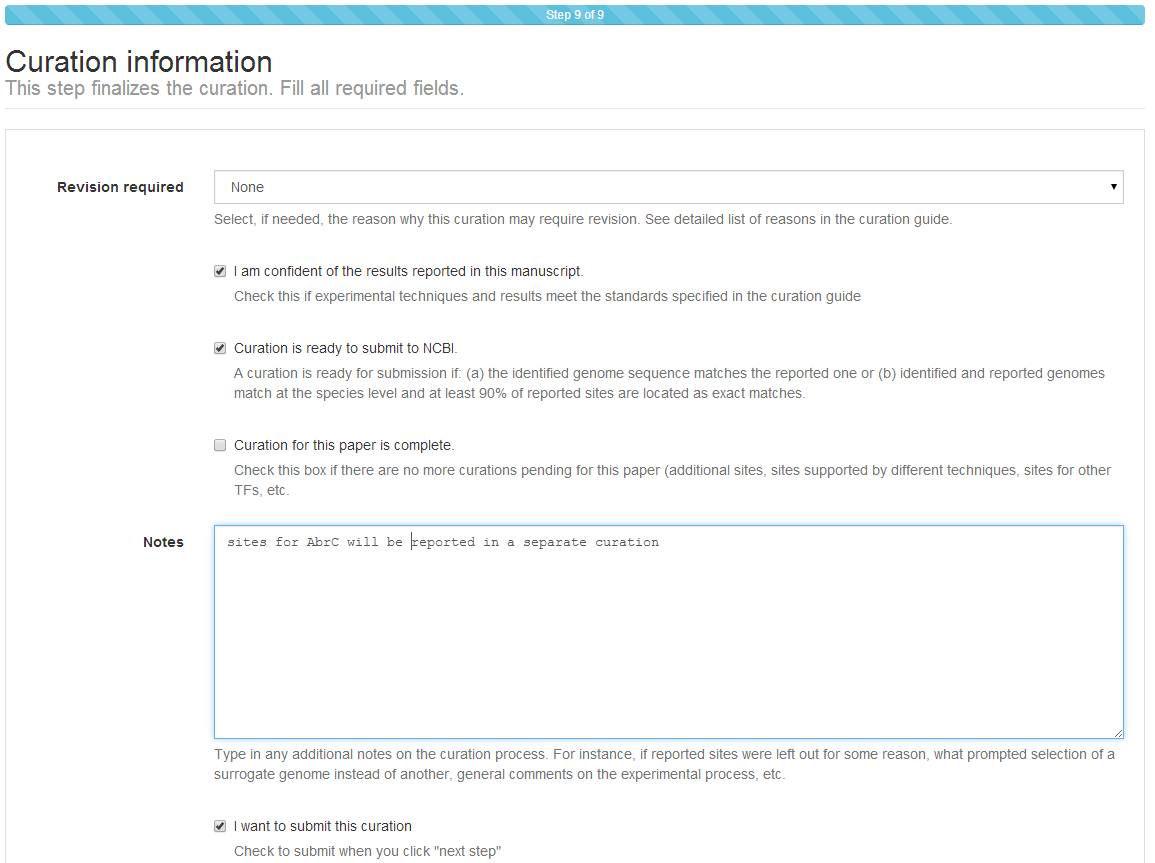 Step 9 of 9
Curation information
This step finalizes the curation. Fill all required fields.
Revision required
None
Select, if needed, the reason why this curation may require revision. See detailed list of reasons in the curation guide.
I am confident of the results reported in this manuscript.
Check this if experimental techniques and results meet the standards specified in the curation guide
Curation is ready to submit to NCBI.
A curation is ready for submission if: (a) the identified genome sequence matches the reported one or (b) identified and reported genomes
match at the species level and at least 90% of reported sites are located as exact matches.
Curation for this paper is complete.
Check this box if there are no more curations pending for this paper (additional sites, sites supported by different techniques, sites for other
TFs, etc.
Notes
sites for AbrC will be reported in a separate curation
Type in any additional notes on the curation process. For instance, if reported sites were left out for some reason, what prompted selection of a
surrogate genome instead of another, general comments on the experimental process, etc.
I want to submit this curation
Check to submit when you click "next step"